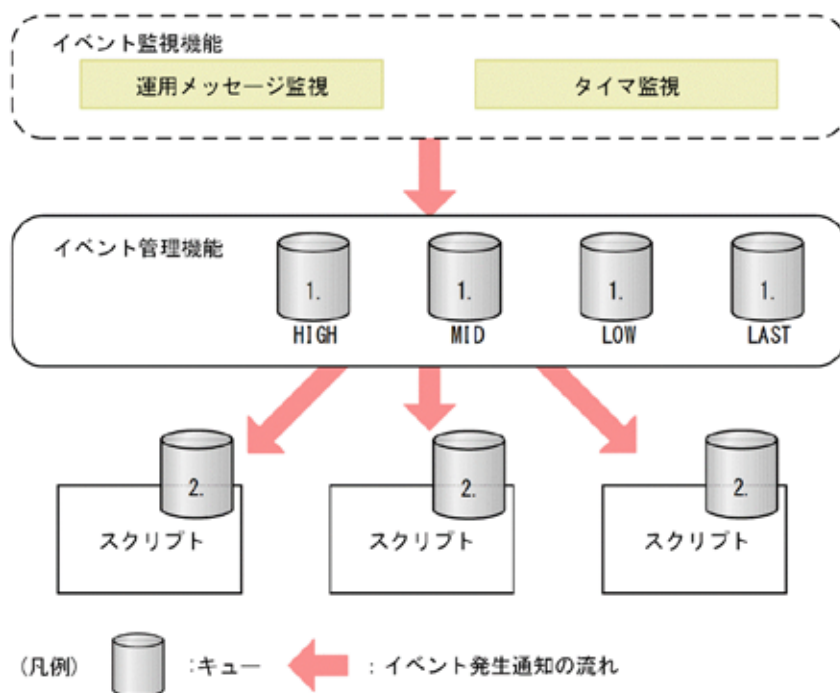 イベント監視機能
運用メッセージ監視 タイマ監視
イベント管理機能
1. 1. 1. 1.
HIGH MID LOW LAST
2. 2. 2.
スクリプト スクリプト スクリプト
(凡例) :キュー : イベント発生通知の流れ